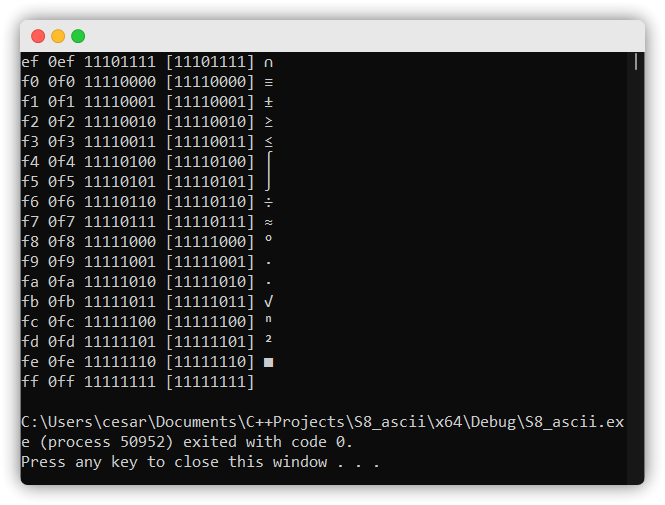 ef 0ef 11101111 [11101111] ∩
f0 0f0 11110000 [11110000] ≡
f1 0f1 11110001 [11110001] ±
f2 0f2 11110010 [11110010] ≥
f3 0f3 11110011 [11110011] ≤
f4 0f4 11110100 [11110100] ⌠
f5 0f5 11110101 [11110101] ⌡
f6 0f6 11110110 [11110110] ÷
f7 0f7 11110111 [11110111] ≈
f8 0f8 11111000 [11111000] °
f9 0f9 11111001 [11111001] ∙
fa 0fa 11111010 [11111010] ·
fb 0fb 11111011 [11111011] √
fc 0fc 11111100 [11111100] ⁿ
fd 0fd 11111101 [11111101] ²
fe 0fe 11111110 [11111110] ■
ff 0ff 11111111 [11111111]
C:\Users\cesar\Documents\C++Projects\S8_ascii\x64\Debug\S8_ascii.ex
e (process 50952) exited with code 0.
Press any key to close this window . . .